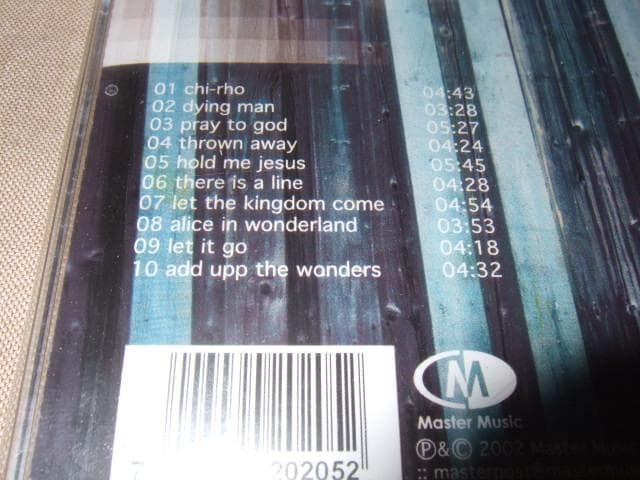 01 chi-rho 04:43
02 dying man 03:28
03 pray to god 05:27
04 thrown away 04:24
05 hold me jesus 05:45
06 there is a line 04:28
07 let the kingdom come 04:54
08 alice in wonderland 03:53
09 let it go 04:18
10 add upp the wonders 04:32
M
Master Music
℗&© 2002 Master Music
7 202052